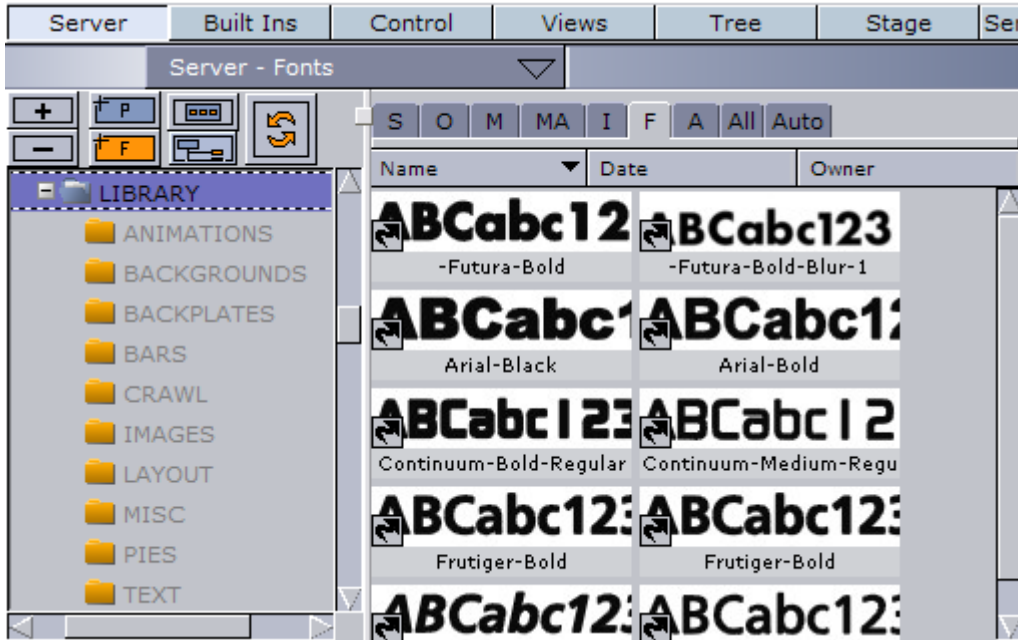 Server Built Ins Control Views Tree Stage Ser
Server - Fonts
+ P
- F
S O M MA I F A All Auto
Name Date Owner
LIBRARY
ANIMATIONS
BACKGROUNDS
BACKPLATES
BARS
CRAWL
IMAGES
LAYOUT
MISC
PIES
TEXT
ABCabc12 ABCabc123
-Futura-Bold -Futura-Bold-Blur-1
ABCabc1 ABCabc12
Arial-Black Arial-Bold
ABCabc123 ABCabc12
Continuum-Bold-Regular Continuum-Medium-Regu
ABCabc123 ABCabc123
Frutiger-Bold Frutiger-Bold
ABCabc123 ABCabc123